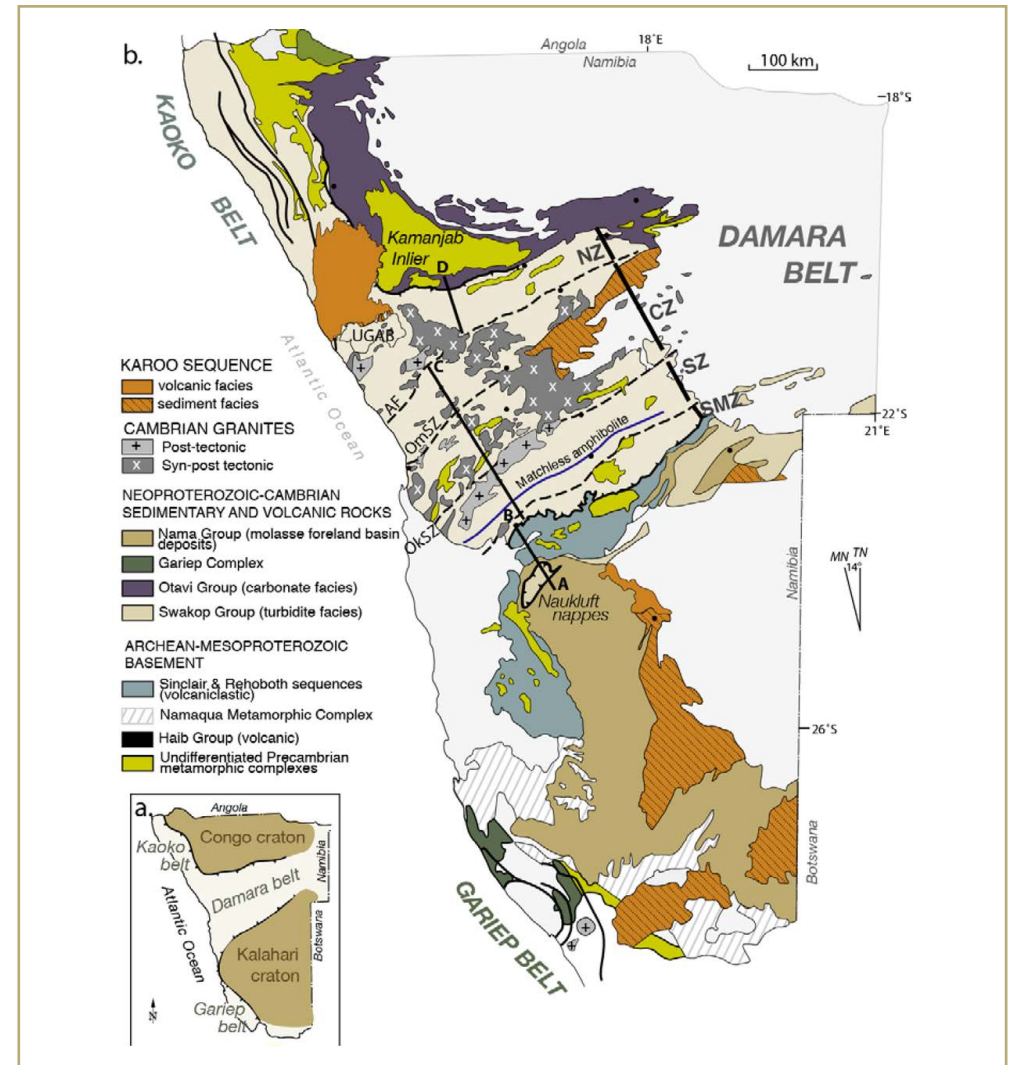 b.
Angola
Namibia
18°E
100 km
18°S
KAOKO
BELT
Kamanjab
Inlier
D
NZ
DAMARA
BELT
CZ
UGAB
C
SZ
SMZ
AF
OmSZ
Matchless amphibolite
22°S
21°E
Atlantic Ocean
B
OkSZ
A
Naukluft
nappes
Namibia
MN TN
14°
KAROO SEQUENCE
volcanic facies
sediment facies
CAMBRIAN GRANITES
+ Post-tectonic
x Syn-post tectonic
NEOPROTEROZOIC-CAMBRIAN
SEDIMENTARY AND VOLCANIC ROCKS
Nama Group (molasse foreland basin
deposits)
Gariep Complex
Otavi Group (carbonate facies)
Swakop Group (turbidite facies)
ARCHEAN-MESOPROTEROZOIC
BASEMENT
Sinclair & Rehoboth sequences
(volcaniclastic)
Namaqua Metamorphic Complex
Haib Group (volcanic)
Undifferentiated Precambrian
metamorphic complexes
26°S
Botswana
GARIEP BELT
a.
Angola
Congo craton
Kaoko
belt
Namibia
Damara belt
Atlantic Ocean
Botswana
Kalahari
craton
Gariep
belt
N